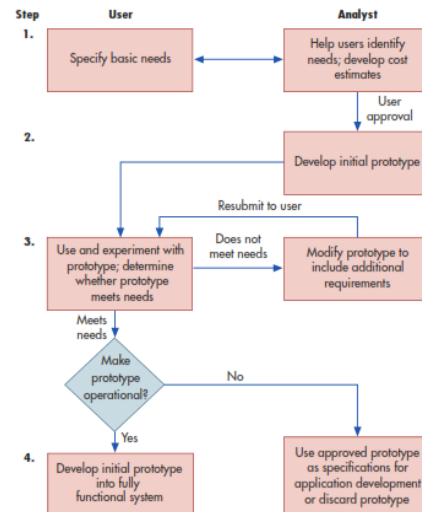 Step User Analyst
1.
Specify basic needs
Help users identify
needs; develop cost
estimates
User
approval
2.
Develop initial prototype
Resubmit to user
3.
Use and experiment with
prototype; determine
whether prototype
meets needs
Does not
meet needs
Modify prototype to
include additional
requirements
Meets
needs
Make
prototype
operational?
No
Yes
4.
Develop initial prototype
into fully
functional system
Use approved prototype
as specifications for
application development
or discard prototype